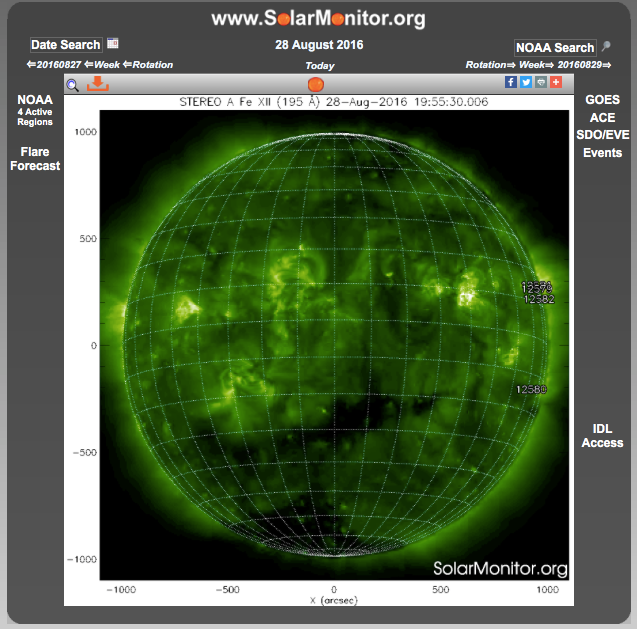 www.SolarMonitor.org
Date Search
28 August 2016
NOAA Search
⇐20160827 ⇐Week ⇐Rotation
Today
Rotation⇒ Week⇒ 20160829⇒
NOAA
4 Active
Regions
Flare
Forecast
GOES
ACE
SDO/EVE
Events
IDL
Access
STEREO A Fe XII (195 Å) 28-Aug-2016 19:55:30.006
1000
500
0
−500
−1000
12582
12580
SolarMonitor.org
−1000 −500 0 500 1000
X (arcsec)